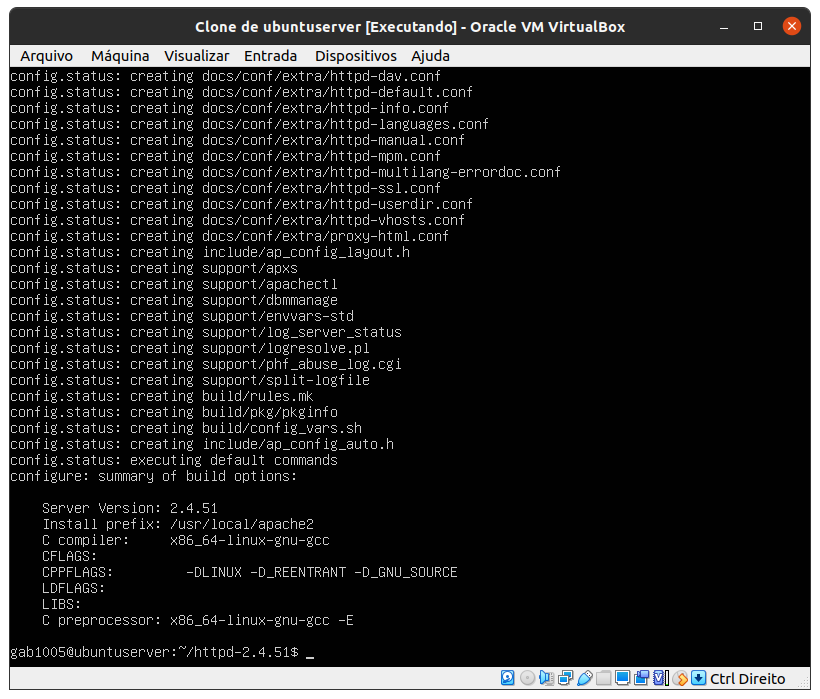 Clone de ubuntuserver [Executando] - Oracle VM VirtualBox
Arquivo Máquina Visualizar Entrada Dispositivos Ajuda
config.status: creating docs/conf/extra/httpd-dav.conf
config.status: creating docs/conf/extra/httpd-default.conf
config.status: creating docs/conf/extra/httpd-info.conf
config.status: creating docs/conf/extra/httpd-languages.conf
config.status: creating docs/conf/extra/httpd-manual.conf
config.status: creating docs/conf/extra/httpd-mpm.conf
config.status: creating docs/conf/extra/httpd-multilang-errordoc.conf
config.status: creating docs/conf/extra/httpd-ssl.conf
config.status: creating docs/conf/extra/httpd-userdir.conf
config.status: creating docs/conf/extra/httpd-vhosts.conf
config.status: creating docs/conf/extra/proxy-html.conf
config.status: creating include/ap_config_layout.h
config.status: creating support/apxs
config.status: creating support/apachectl
config.status: creating support/dbmmanage
config.status: creating support/envvars-std
config.status: creating support/log_server_status
config.status: creating support/logresolve.pl
config.status: creating support/phf_abuse_log.cgi
config.status: creating support/split-logfile
config.status: creating build/rules.mk
config.status: creating build/pkg/pkginfo
config.status: creating build/config_vars.sh
config.status: creating include/ap_config_auto.h
config.status: executing default commands
configure: summary of build options:
Server Version: 2.4.51
Install prefix: /usr/local/apache2
C compiler: x86_64-linux-gnu-gcc
CFLAGS:
CPPFLAGS: -DLINUX -D_REENTRANT -D_GNU_SOURCE
LDFLAGS:
LIBS:
C preprocessor: x86_64-linux-gnu-gcc -E
gab1005@ubuntuserver:~/httpd-2.4.51$ _
Ctrl Direito